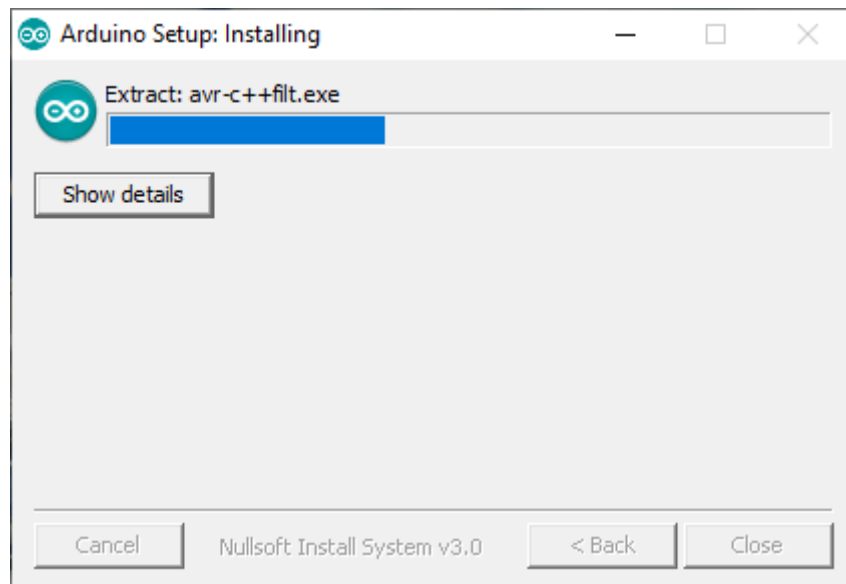 Arduino Setup: Installing
Extract: avr-c++filt.exe
Show details
Cancel
Nullsoft Install System v3.0
< Back
Close